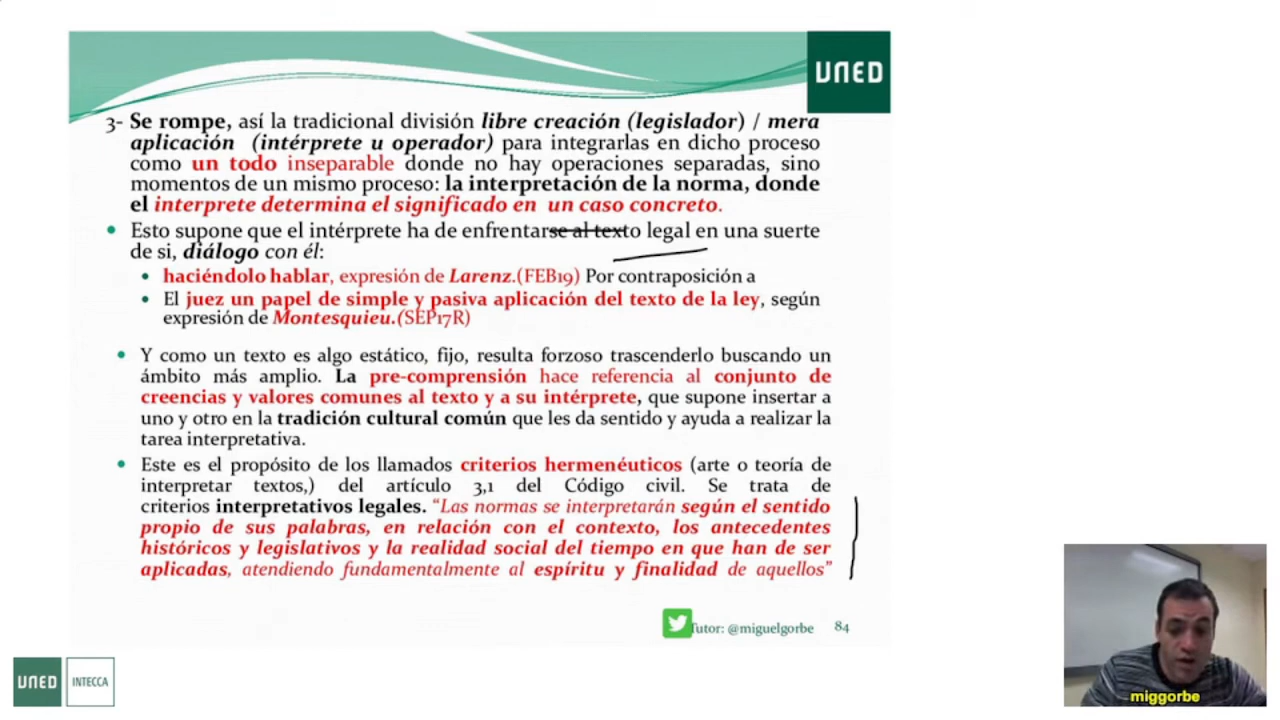 UNED
3- Se rompe, así la tradicional división libre creación (legislador) / mera
aplicación (intérprete u operador) para integrarlas en dicho proceso
como un todo inseparable donde no hay operaciones separadas, sino
momentos de un mismo proceso: la interpretación de la norma, donde
el interprete determina el significado en un caso concreto.
• Esto supone que el intérprete ha de enfrentarse al texto legal en una suerte
de si, diálogo con él:
• haciéndolo hablar, expresión de Larenz.(FEB19) Por contraposición a
• El juez un papel de simple y pasiva aplicación del texto de la ley, según
expresión de Montesquieu.(SEP17R)
• Y como un texto es algo estático, fijo, resulta forzoso trascenderlo buscando un
ámbito más amplio. La pre-comprensión hace referencia al conjunto de
creencias y valores comunes al texto y a su intérprete, que supone insertar a
uno y otro en la tradición cultural común que les da sentido y ayuda a realizar la
tarea interpretativa.
• Este es el propósito de los llamados criterios hermenéuticos (arte o teoría de
interpretar textos,) del artículo 3,1 del Código civil. Se trata de
criterios interpretativos legales. “Las normas se interpretarán según el sentido
propio de sus palabras, en relación con el contexto, los antecedentes
históricos y legislativos y la realidad social del tiempo en que han de ser
aplicadas, atendiendo fundamentalmente al espíritu y finalidad de aquellos”
Tutor: @miguelgorbe 84
UNED INTECCA
miggorbe